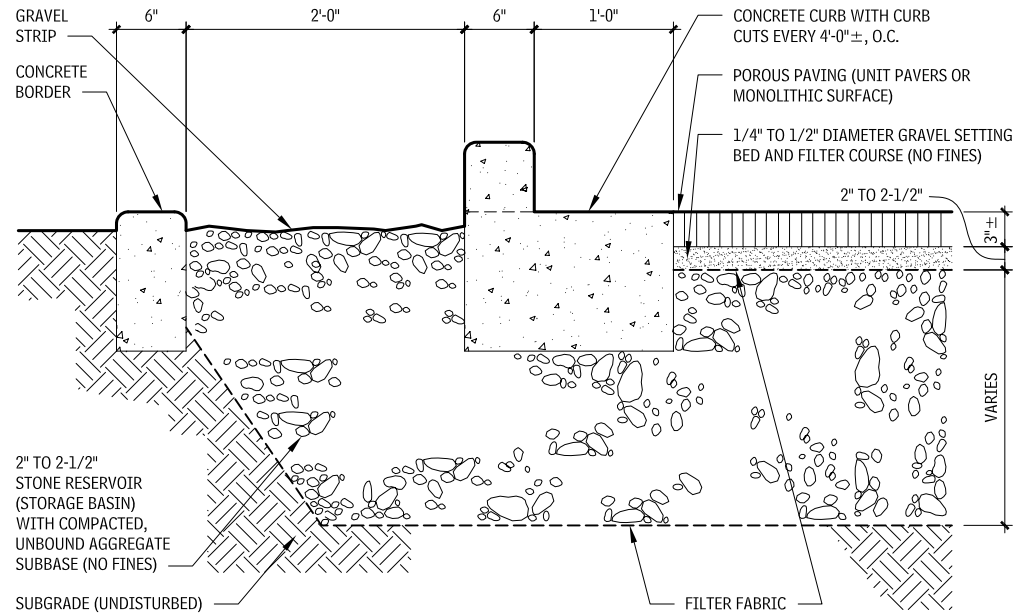 GRAVEL
STRIP
6"
2'-0"
6"
1'-0"
CONCRETE CURB WITH CURB
CUTS EVERY 4'-0"±, O.C.
CONCRETE
BORDER
POROUS PAVING (UNIT PAVERS OR
MONOLITHIC SURFACE)
1/4" TO 1/2" DIAMETER GRAVEL SETTING
BED AND FILTER COURSE (NO FINES)
2" TO 2-1/2"
3"±
VARIES
2" TO 2-1/2"
STONE RESERVOIR
(STORAGE BASIN)
WITH COMPACTED,
UNBOUND AGGREGATE
SUBBASE (NO FINES)
SUBGRADE (UNDISTURBED)
FILTER FABRIC